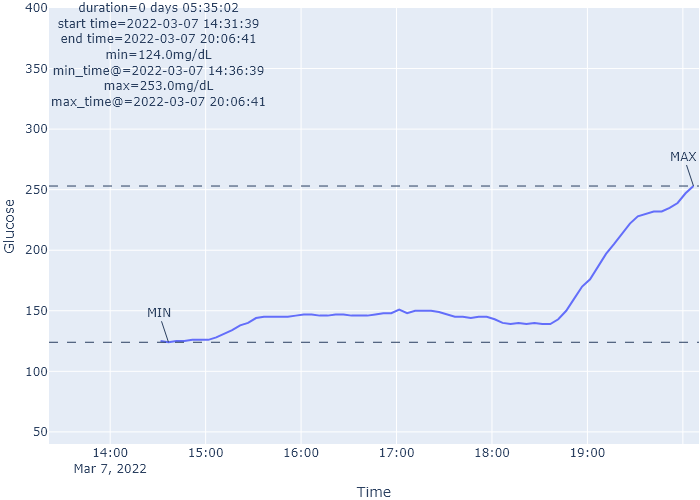 400
duration=0 days 05:35:02
start time=2022-03-07 14:31:39
end time=2022-03-07 20:06:41
min=124.0mg/dL
350
min_time@=2022-03-07 14:36:39
max=253.0mg/dL
max_time@=2022-03-07 20:06:41
300
MAX
250
Glucose
200
MIN
150
100
50
14:00
15:00
16:00
17:00
18:00
19:00
Mar 7, 2022
Time